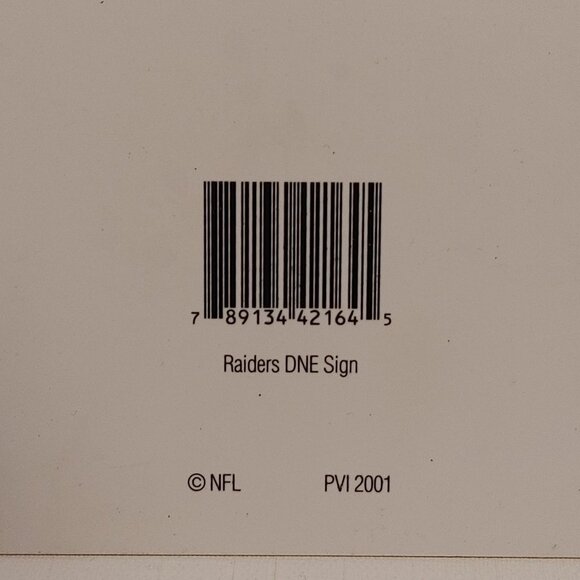 7 89134 42164 5
Raiders DNE Sign
© NFL PVI 2001